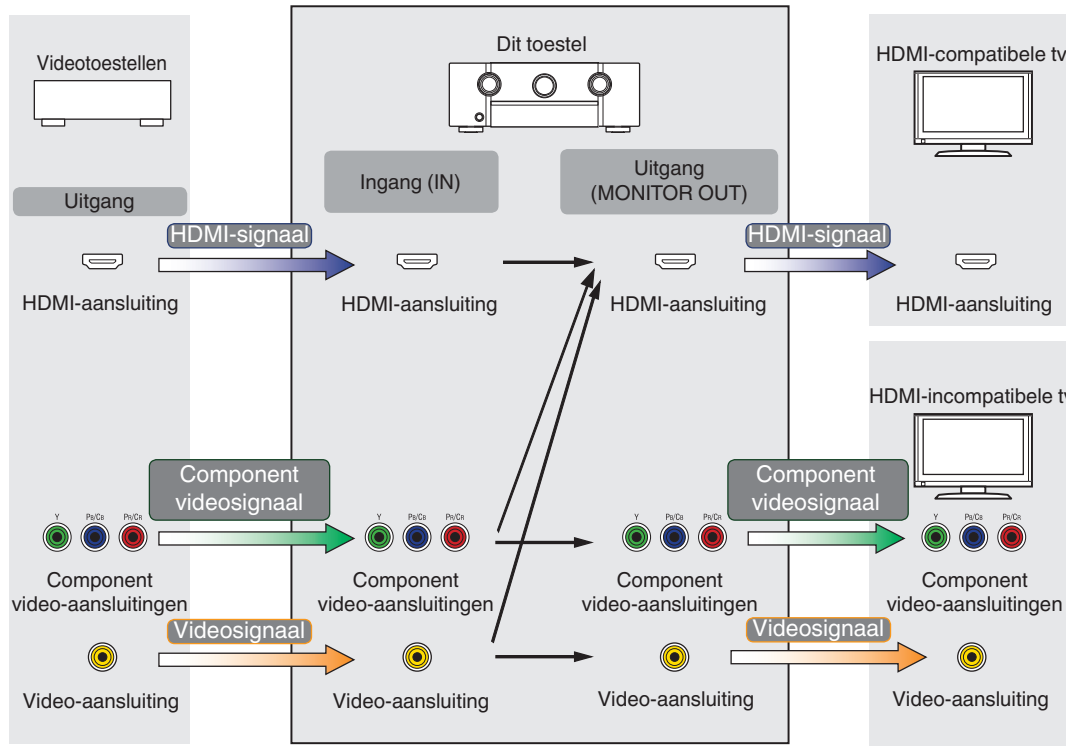 Videotoestellen
Dit toestel
HDMI-compatibele tv
Uitgang
Ingang (IN)
Uitgang
(MONITOR OUT)
HDMI-signaal
HDMI-signaal
HDMI-aansluiting
HDMI-aansluiting
HDMI-aansluiting
HDMI-aansluiting
HDMI-incompatibele tv
Component
videosignaal
Component
videosignaal
Y PB/CB PR/CR
Y PB/CB PR/CR
Y PB/CB PR/CR
Y PB/CB PR/CR
Component
video-aansluitingen
Component
video-aansluitingen
Component
video-aansluitingen
Component
video-aansluitingen
Videosignaal
Videosignaal
Video-aansluiting
Video-aansluiting
Video-aansluiting
Video-aansluiting